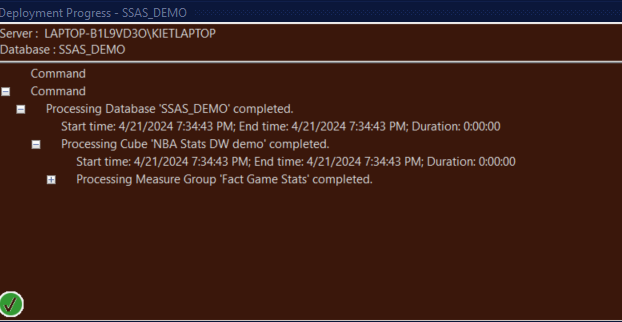 Deployment Progress - SSAS_DEMO
Server : LAPTOP-B1L9VD3O\KIETLAPTOP
Database : SSAS_DEMO
Command
Command
Processing Database 'SSAS_DEMO' completed.
Start time: 4/21/2024 7:34:43 PM; End time: 4/21/2024 7:34:43 PM; Duration: 0:00:00
Processing Cube 'NBA Stats DW demo' completed.
Start time: 4/21/2024 7:34:43 PM; End time: 4/21/2024 7:34:43 PM; Duration: 0:00:00
Processing Measure Group 'Fact Game Stats' completed.